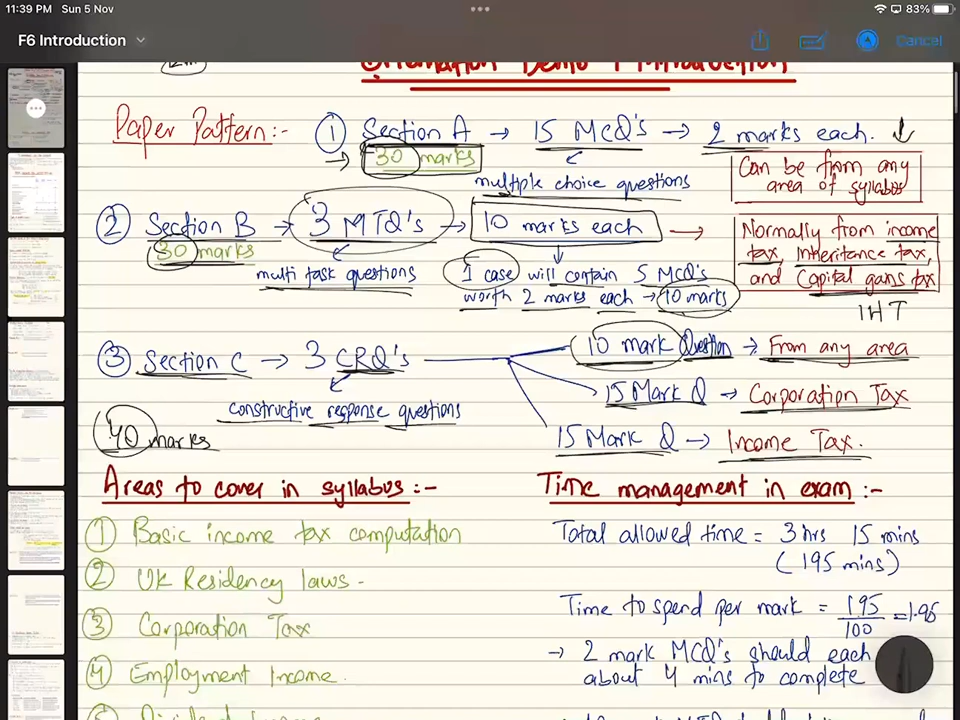 11:39 PM Sun 5 Nov
83%
F6 Introduction
Cancel
Orientation Demo / Introduction
Paper Pattern:-
① Section A → 15 MCQ's → 2 marks each.
30 marks
multiple choice questions
Can be from any
area of syllabus
② Section B → 3 MTQ's → 10 marks each →
30 marks
multi task questions
1 case will contain 5 MCQ's
worth 2 marks each → 10 marks
Normally from income
tax, Inheritance tax,
and Capital gains tax
IHT
③ Section C → 3 CRQ's
constructive response questions
40 marks
10 mark Question → From any area
15 Mark Q → Corporation Tax
15 Mark Q → Income Tax.
Areas to cover in syllabus:-
① Basic income tax computation
② UK Residency laws -
③ Corporation Tax
④ Employment Income.
⑤ Dividend Income
Time management in exam:-
Total allowed time = 3 hrs 15 mins
(195 mins)
Time to spend per mark = 195/100 = 1.95
→ 2 mark MCQ's should each
about 4 mins to complete